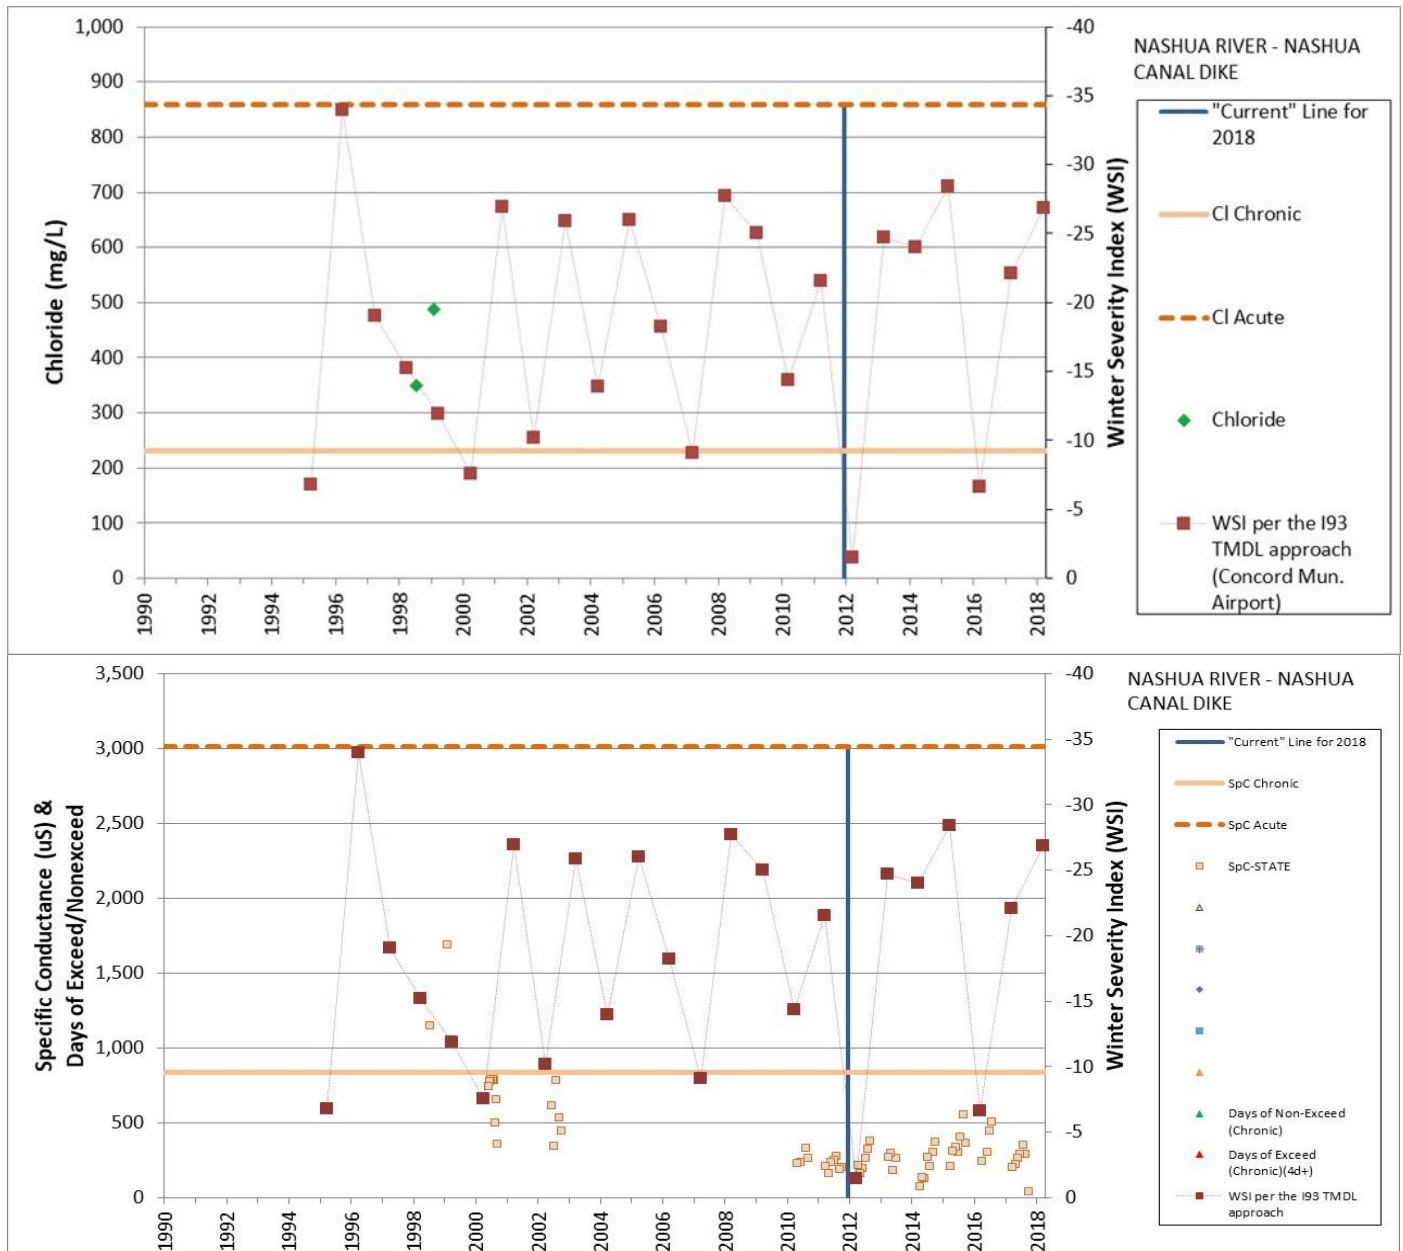 1,000
900
800
700
600
500
400
300
200
100
0
Chloride (mg/L)
-40
-35
-30
-25
-20
-15
-10
-5
0
Winter Severity Index (WSI)
1990
1992
1994
1996
1998
2000
2002
2004
2006
2008
2010
2012
2014
2016
2018
NASHUA RIVER - NASHUA
CANAL DIKE
"Current" Line for
2018
Cl Chronic
Cl Acute
Chloride
WSI per the I93
TMDL approach
(Concord Mun.
Airport)
3,500
3,000
2,500
2,000
1,500
1,000
500
0
Specific Conductance (uS) &
Days of Exceed/Nonexceed
-40
-35
-30
-25
-20
-15
-10
-5
0
Winter Severity Index (WSI)
1990
1992
1994
1996
1998
2000
2002
2004
2006
2008
2010
2012
2014
2016
2018
NASHUA RIVER - NASHUA
CANAL DIKE
"Current" Line for 2018
SpC Chronic
SpC Acute
SpC-STATE
Days of Non-Exceed
(Chronic)
Days of Exceed
(Chronic)(4d+)
WSI per the I93 TMDL
approach